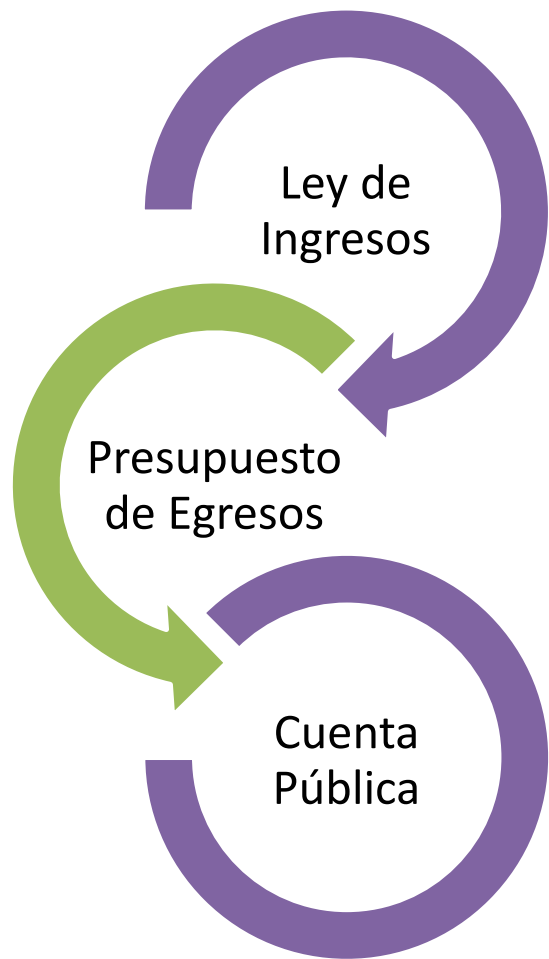 Ley de
Ingresos
Presupuesto
de Egresos
Cuenta
Pública